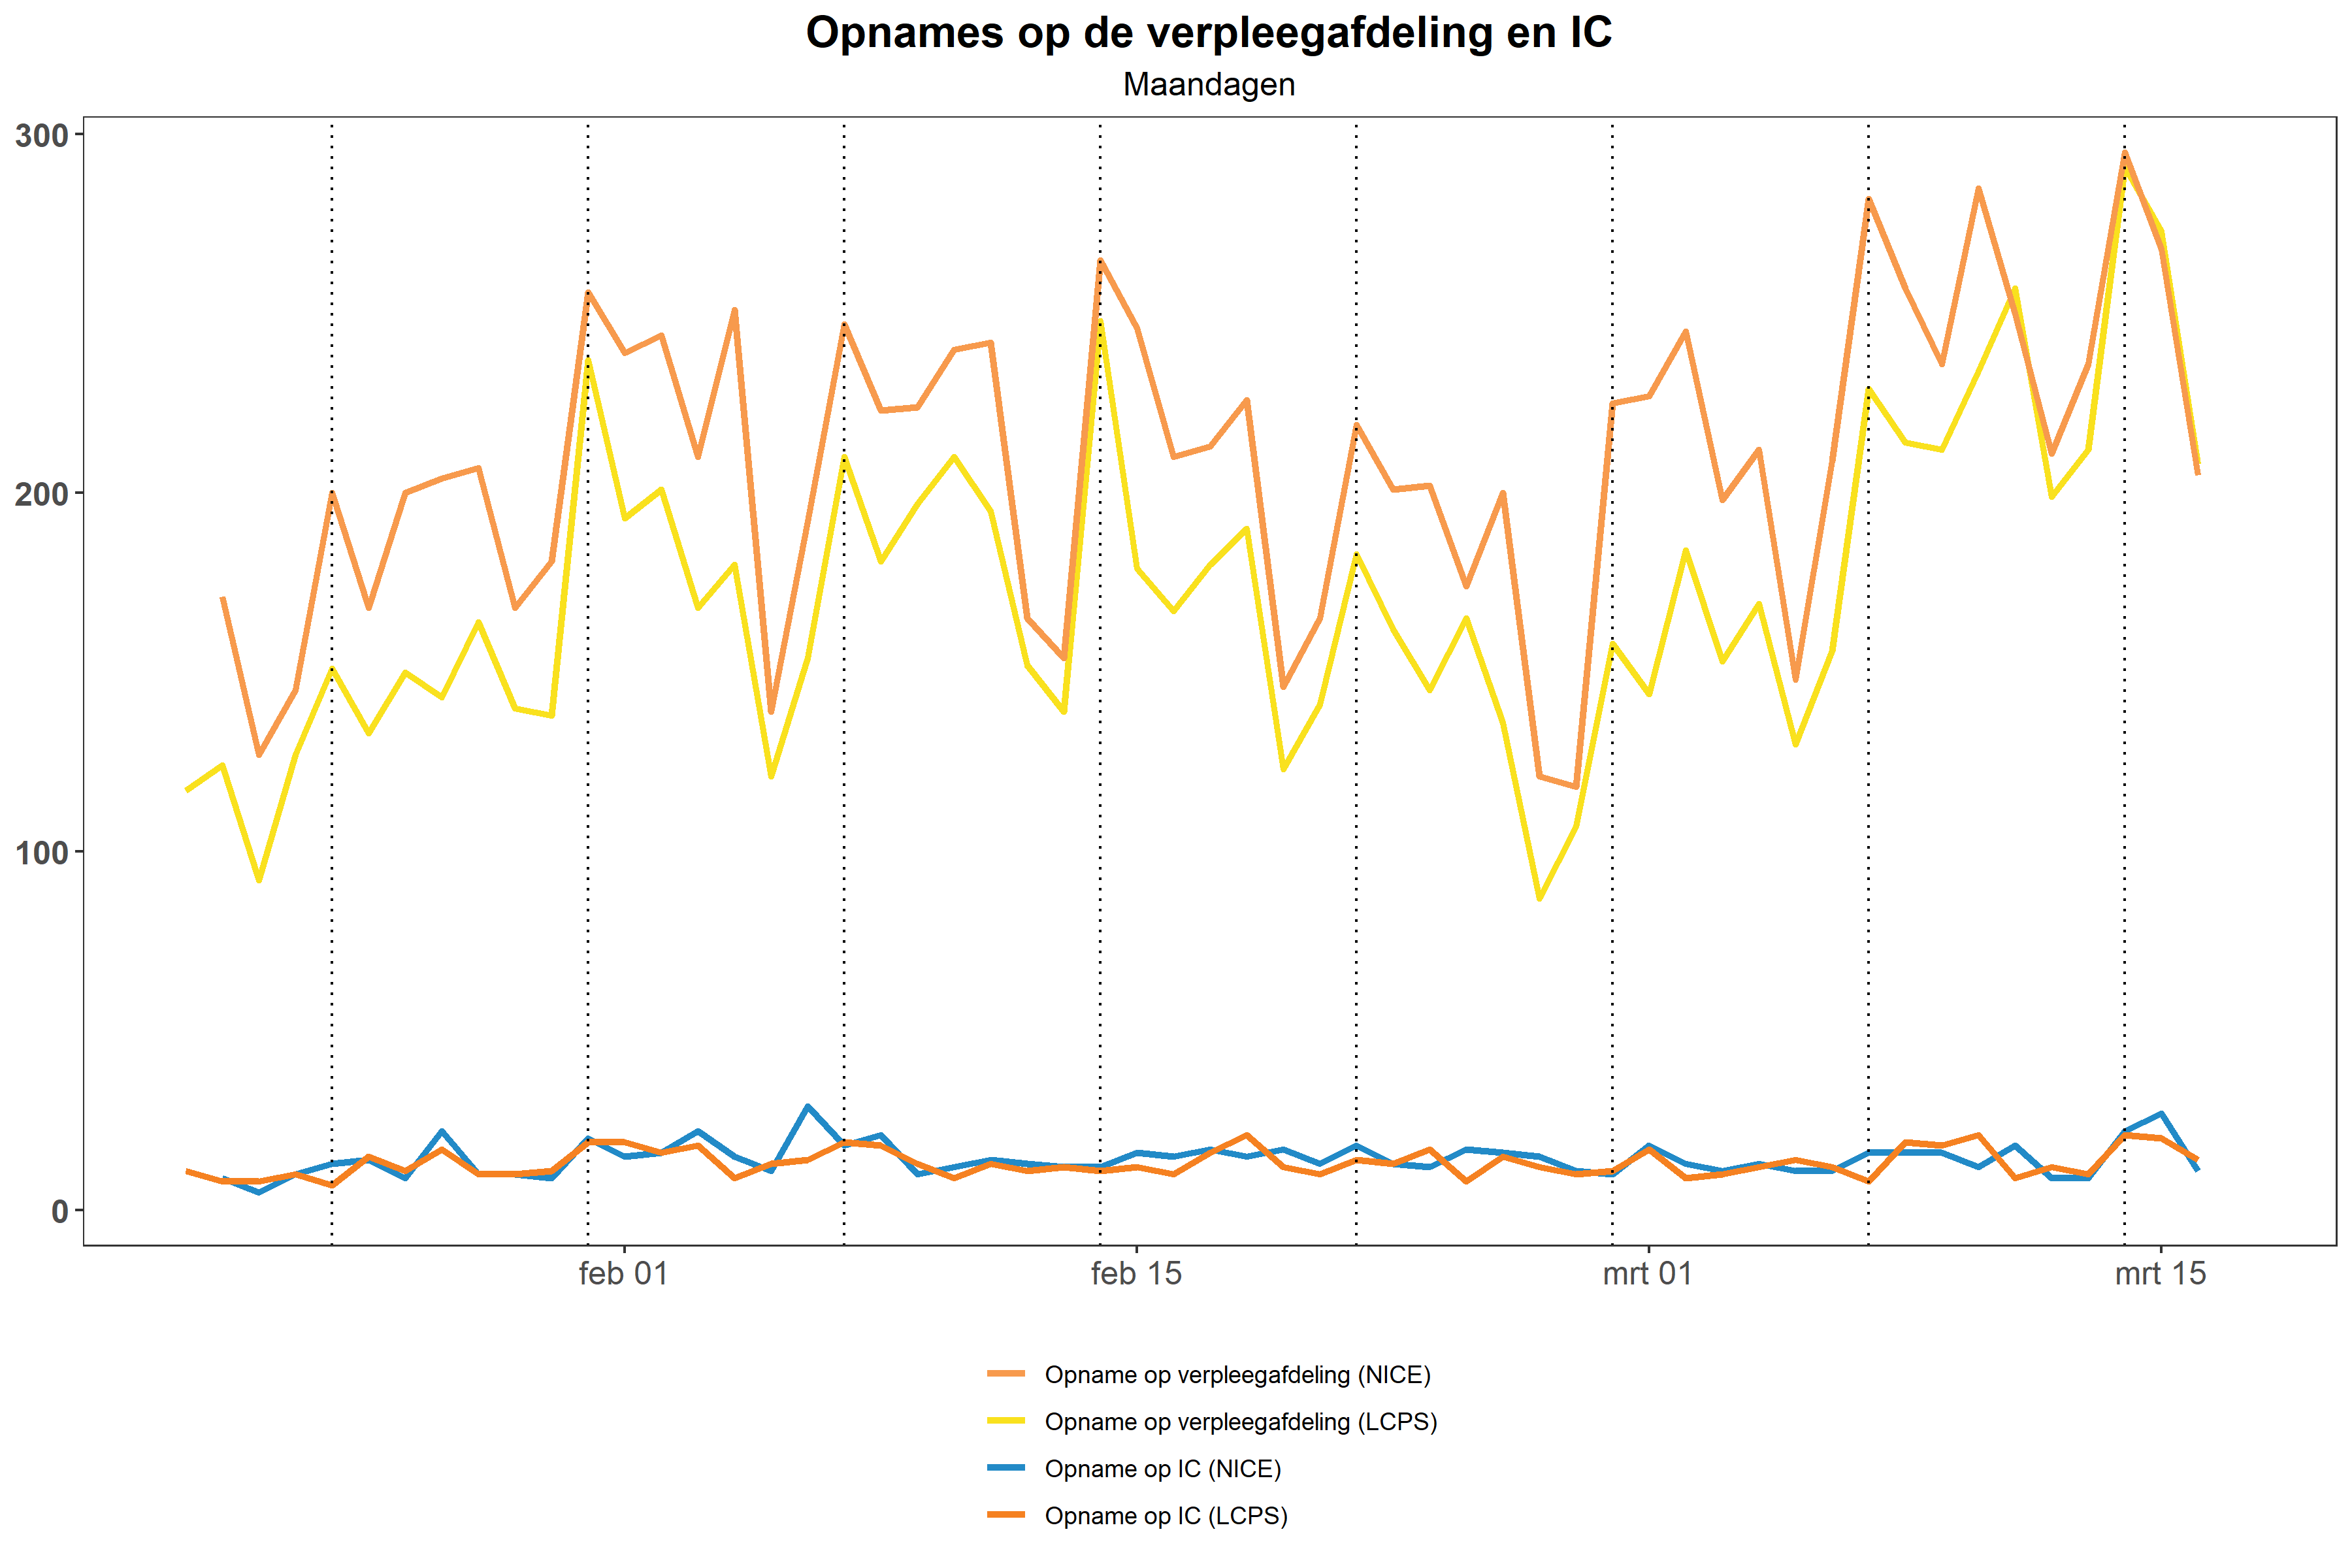 Opnames op de verpleegafdeling en IC
Maandagen
300
200
100
0
feb 01
feb 15
mrt 01
mrt 15
Opname op verpleegafdeling (NICE)
Opname op verpleegafdeling (LCPS)
Opname op IC (NICE)
Opname op IC (LCPS)